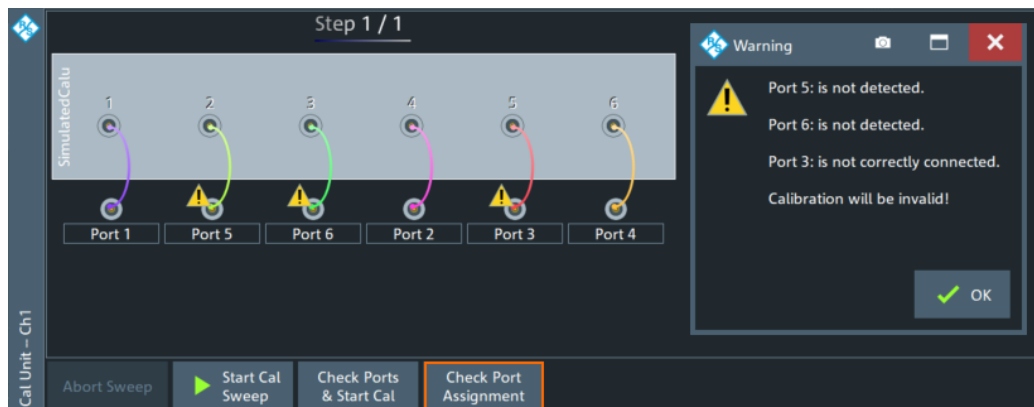 Step 1 / 1
SimulatedCalu
1 2 3 4 5 6
Port 1 Port 5 Port 6 Port 2 Port 3 Port 4
Warning
Port 5: is not detected.
Port 6: is not detected.
Port 3: is not correctly connected.
Calibration will be invalid!
OK
Cal Unit – Ch1
Abort Sweep
Start Cal
Sweep
Check Ports
& Start Cal
Check Port
Assignment